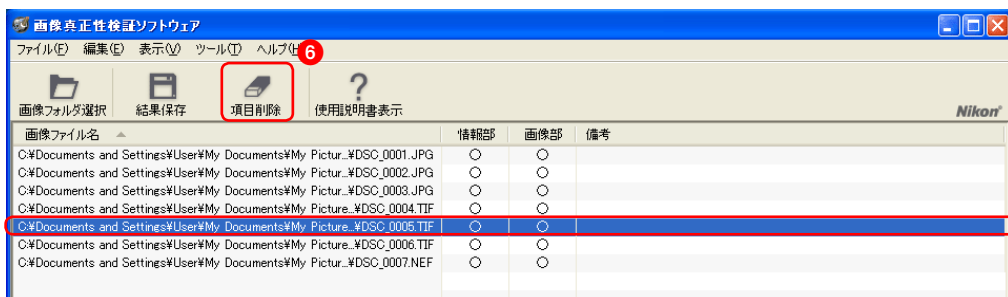 画像真正性検証ソフトウェア
ファイル(F) 編集(E) 表示(V) ツール(T) ヘルプ(H)
6
画像フォルダ選択 結果保存 項目削除 使用説明書表示 Nikon
画像ファイル名 情報部 画像部 備考
C:¥Documents and Settings¥User¥My Documents¥My Pictur...¥DSC_0001.JPG ○ ○
C:¥Documents and Settings¥User¥My Documents¥My Pictur...¥DSC_0002.JPG ○ ○
C:¥Documents and Settings¥User¥My Documents¥My Pictur...¥DSC_0003.JPG ○ ○
C:¥Documents and Settings¥User¥My Documents¥My Picture...¥DSC_0004.TIF ○ ○
C:¥Documents and Settings¥User¥My Documents¥My Picture...¥DSC_0005.TIF ○ ○
C:¥Documents and Settings¥User¥My Documents¥My Picture...¥DSC_0006.TIF ○ ○
C:¥Documents and Settings¥User¥My Documents¥My Pictur...¥DSC_0007.NEF ○ ○